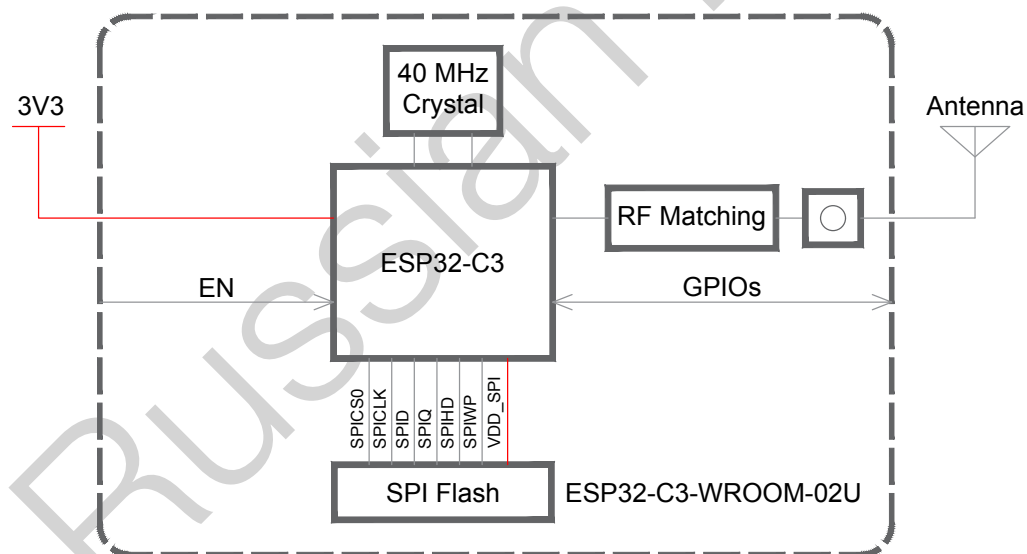 40 MHz
Crystal
3V3
Antenna
RF Matching
ESP32-C3
EN
GPIOs
SPICS0
SPICLK
SPID
SPIQ
SPIHD
SPIWP
VDD_SPI
SPI Flash
ESP32-C3-WROOM-02U
Russian